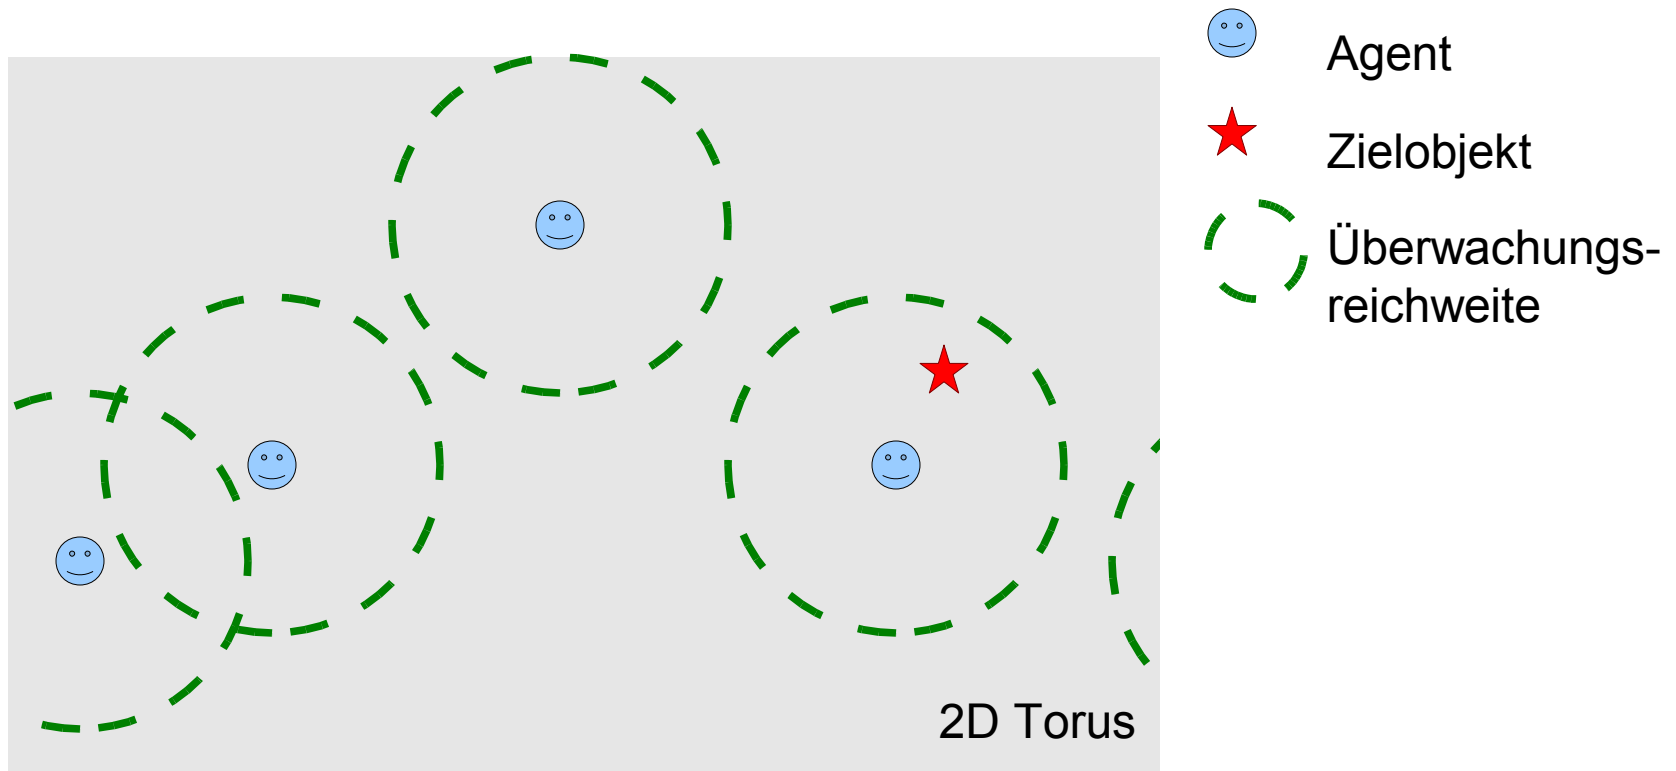 Agent
Zielobjekt
Überwachungs-
reichweite
2D Torus